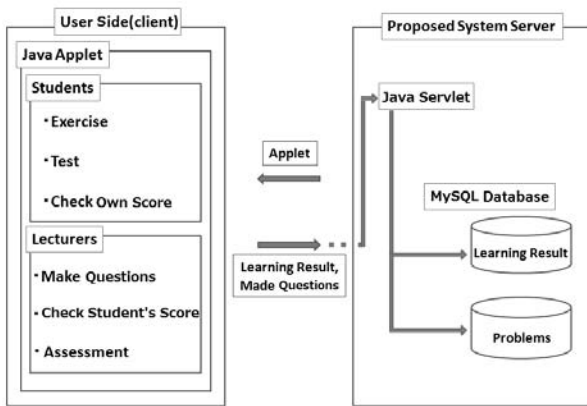 User Side(client)
Java Applet
Students
・Exercise
・Test
・Check Own Score
Lecturers
・Make Questions
・Check Student's Score
・Assessment
Applet
Learning Result,
Made Questions
Proposed System Server
Java Servlet
MySQL Database
Learning Result
Problems